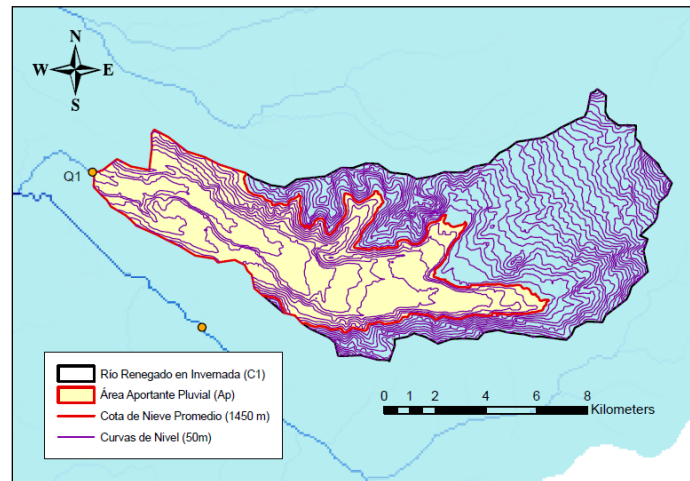 N
W E
S
Q1
Río Renegado en Invernada (C1)
Área Aportante Pluvial (Ap)
Cota de Nieve Promedio (1450 m)
Curvas de Nivel (50m)
0 1 2 4 6 8
Kilometers